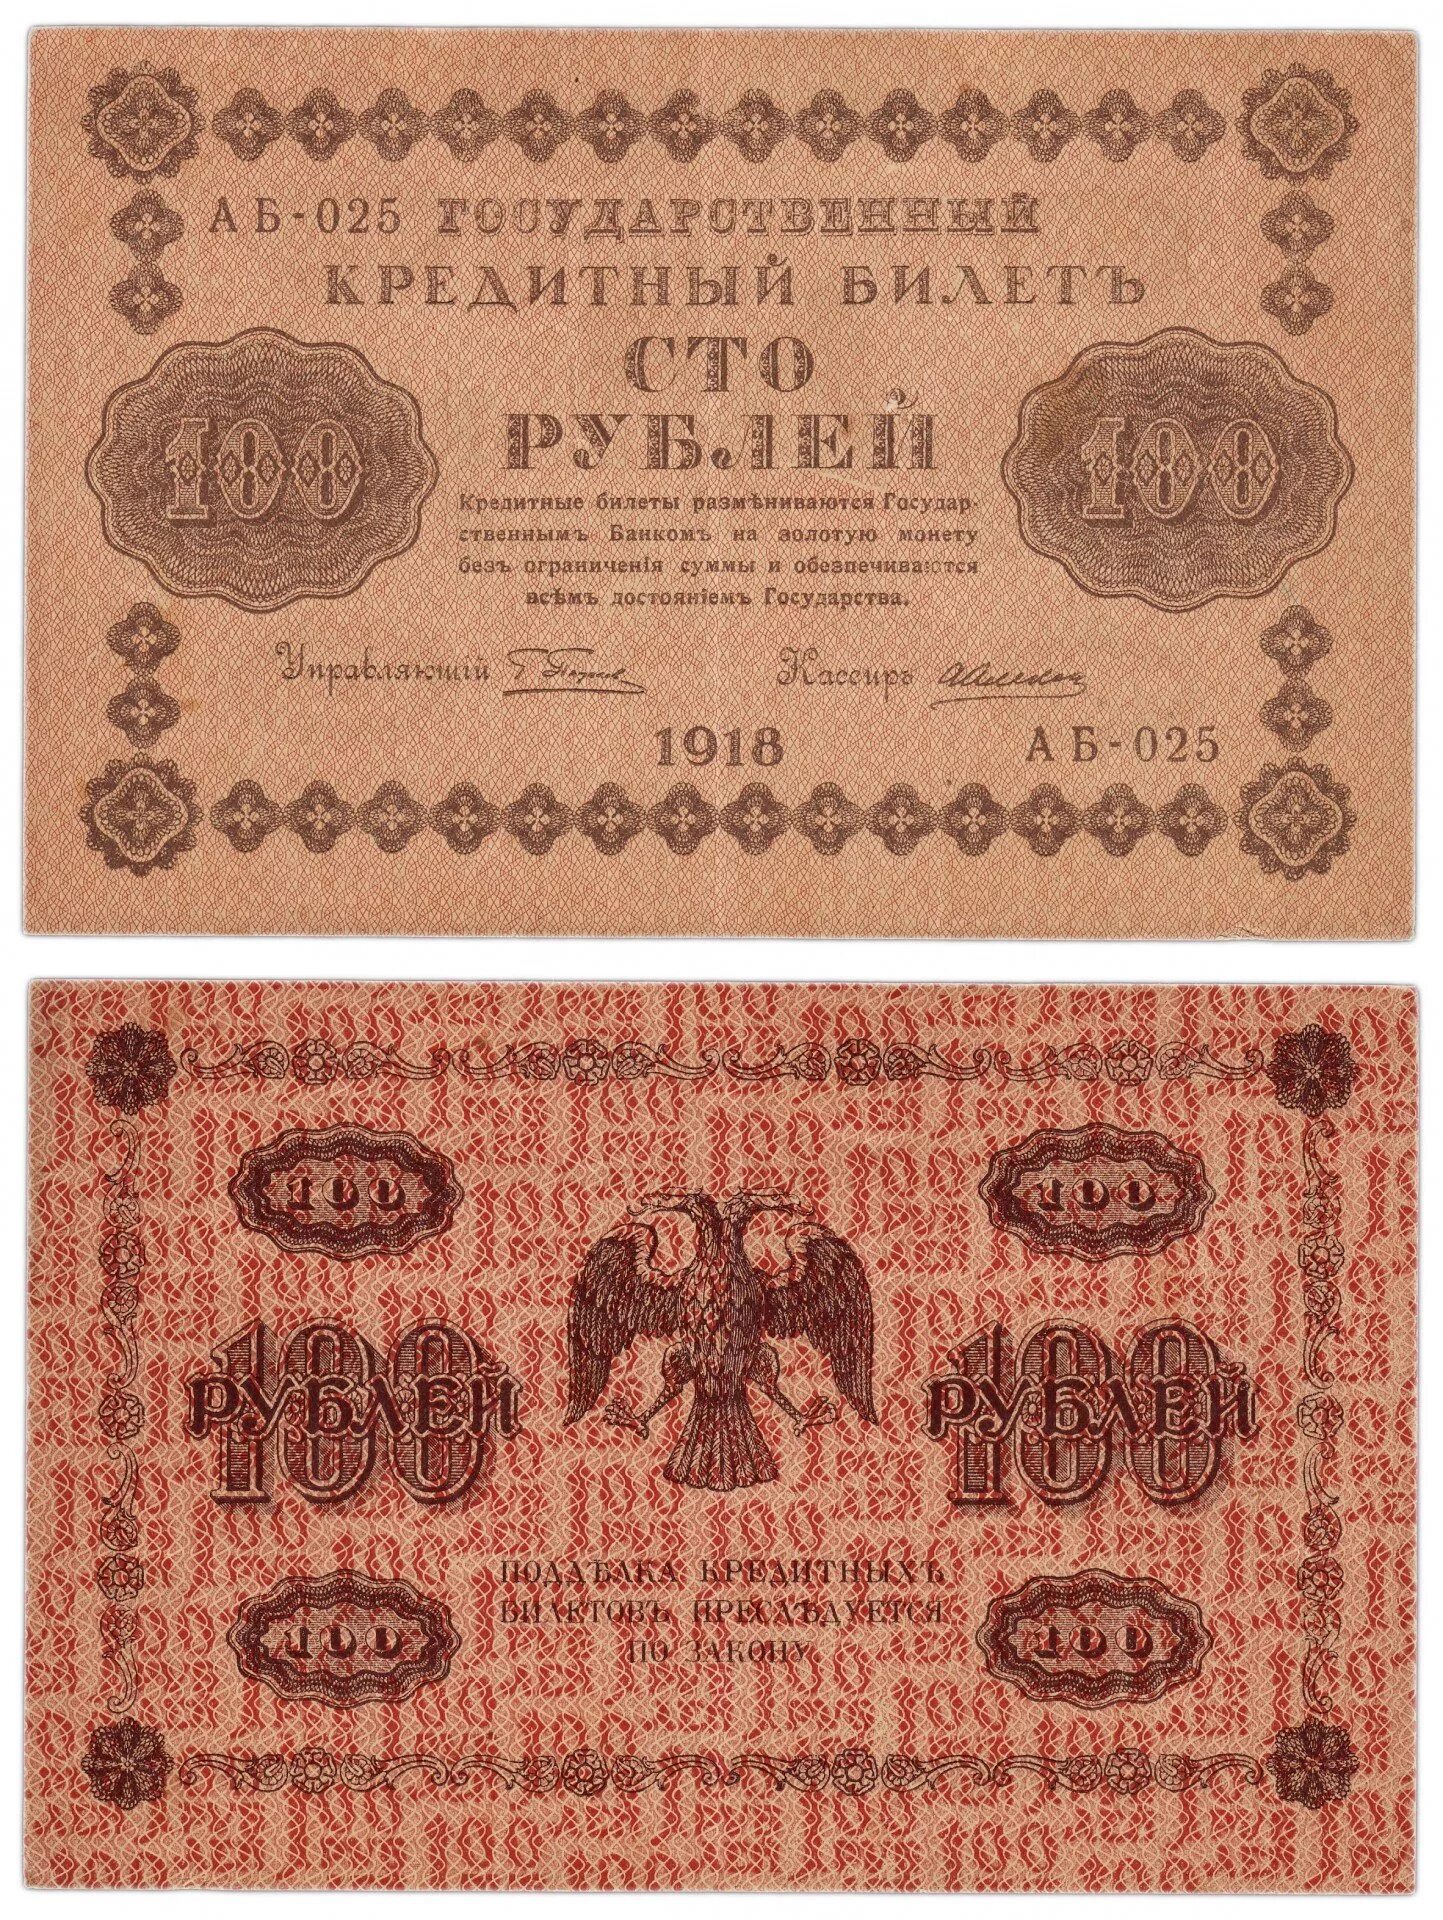 АБ-025 ГОСУДАРСТВЕННЫЙ
КРЕДИТНЫЙ БИЛЕТЪ
СТО
РУБЛЕЙ
100
100
Кредитные билеты размѣниваются Государ-
ственнымъ Банкомъ на золотую монету
безъ ограниченія суммы и обезпечиваются
всѣмъ достояніемъ Государства.
Управляющій
Кассиръ
1918
АБ-025
100
100
100
РУБЛЕЙ
100
РУБЛЕЙ
ПОДДѢЛКА КРЕДИТНЫХЪ
БИЛЕТОВЪ ПРЕСЛѢДУЕТСЯ
ПО ЗАКОНУ.
100
100